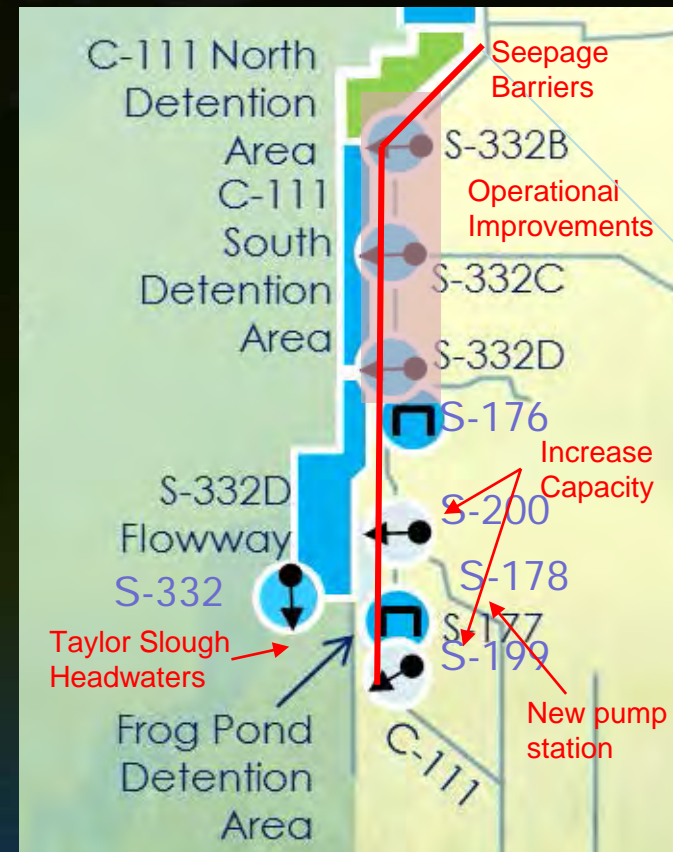 C-111 North
Detention
Area
Seepage
Barriers
S-332B
C-111
South
Detention
Area
Operational
Improvements
S-332C
S-332D
S-176
Increase
Capacity
S-332D
Flowway
S-200
S-332
S-178
S-177
S-199
Taylor Slough
Headwaters
New pump
station
Frog Pond
Detention
Area
C-111